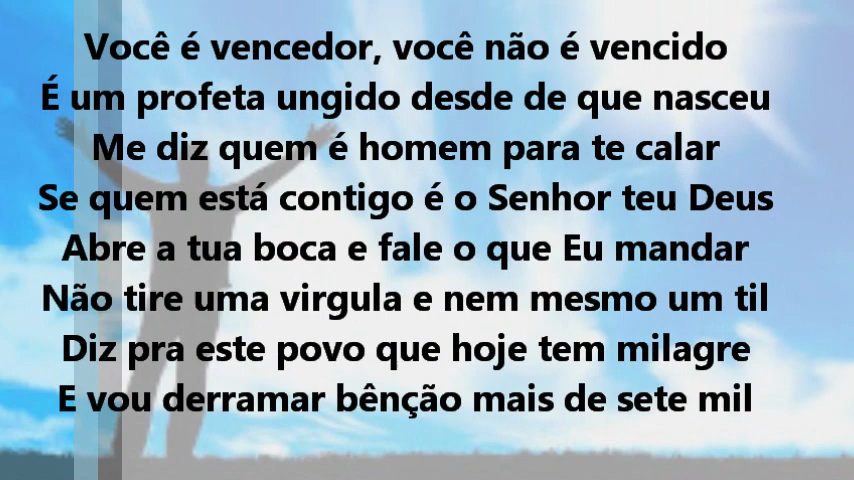 Você é vencedor, você não é vencido
É um profeta ungido desde de que nasceu
Me diz quem é homem para te calar
Se quem está contigo é o Senhor teu Deus
Abre a tua boca e fale o que Eu mandar
Não tire uma virgula e nem mesmo um til
Diz pra este povo que hoje tem milagre
E vou derramar bênção mais de sete mil